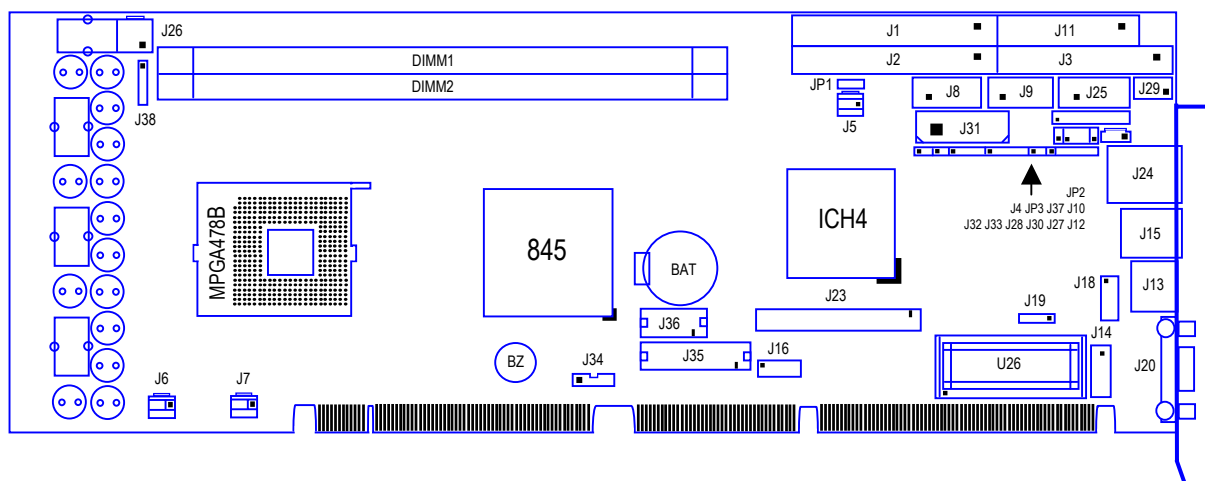 J26
J1
J11
DIMM1
J2
J3
DIMM2
JP1
J8
J9
J25
J29
J38
J5
J31
J24
JP2
J4 JP3 J37 J10
J32 J33 J28 J30 J27 J12
MPGA478B
ICH4
J15
845
BAT
J18
J13
J23
J19
J36
J14
J35
J16
BZ
J34
U26
J20
J6
J7